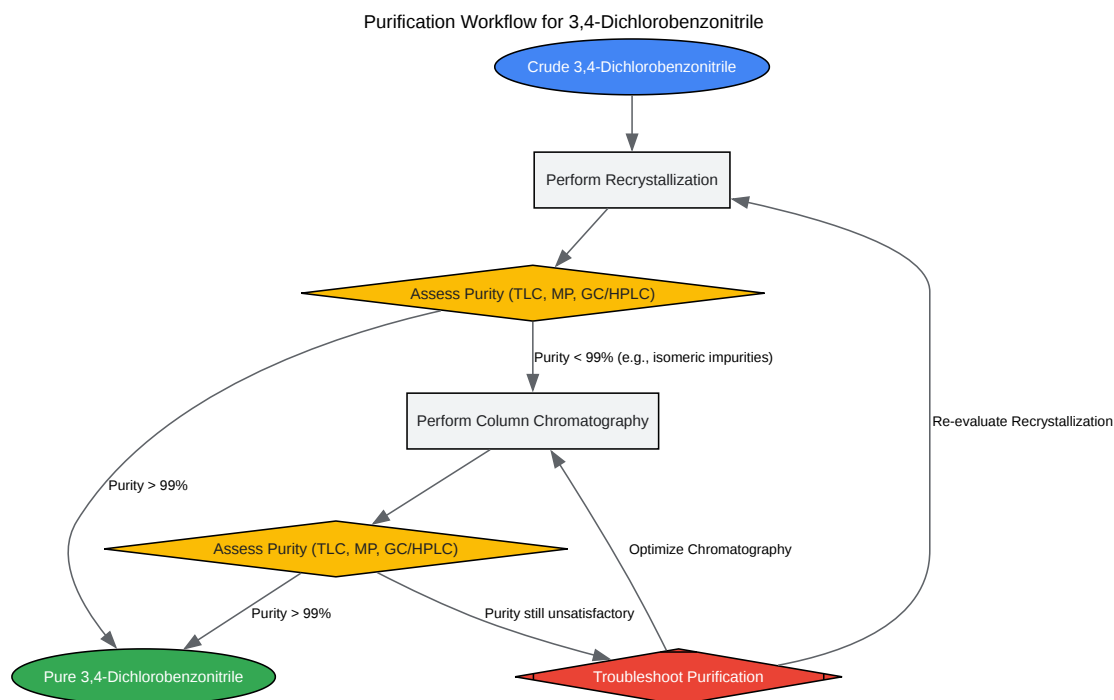 Purification Workflow for 3,4-Dichlorobenzonitrile
Crude 3,4-Dichlorobenzonitrile
Perform Recrystallization
Assess Purity (TLC, MP, GC/HPLC)
Purity < 99% (e.g., isomeric impurities)
Perform Column Chromatography
Re-evaluate Recrystallization
Purity > 99%
Assess Purity (TLC, MP, GC/HPLC)
Optimize Chromatography
Purity > 99%
Purity still unsatisfactory
Pure 3,4-Dichlorobenzonitrile
Troubleshoot Purification